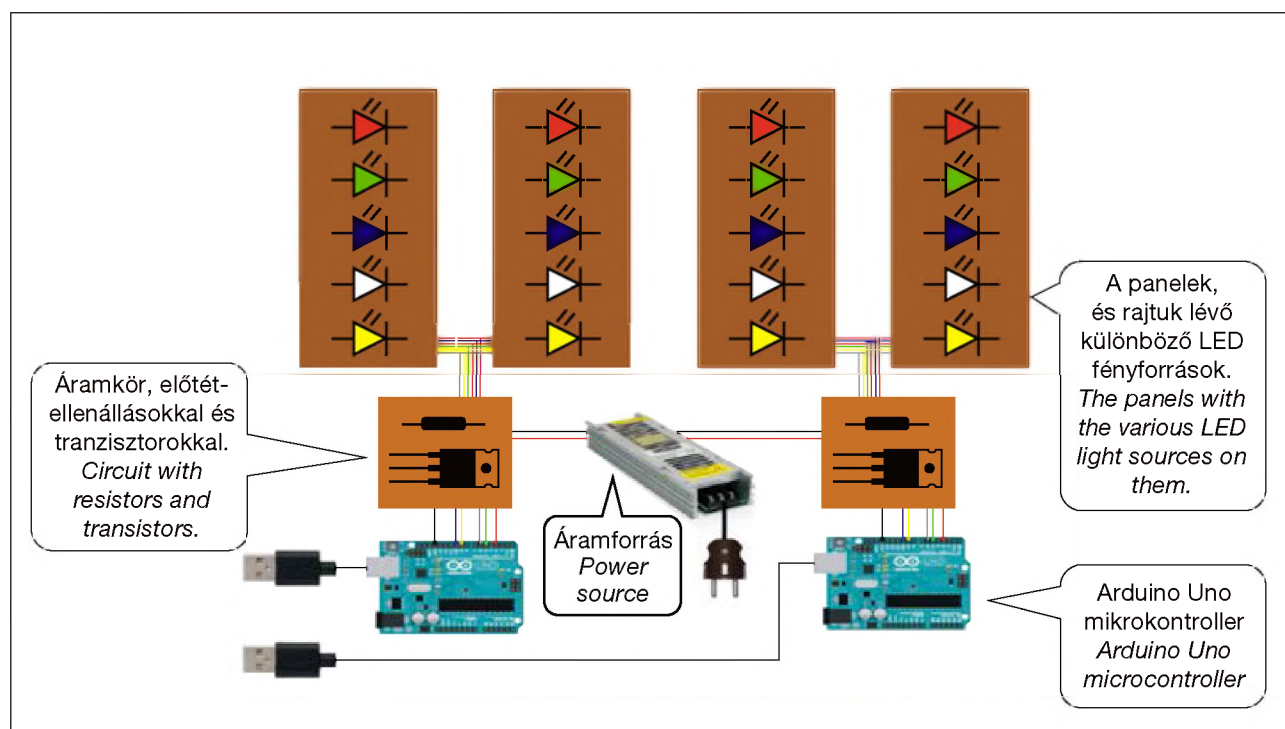 A panelek,
és rajtuk lévő
különböző LED
fényforrások.
The panels with
the various LED
light sources on
them.
Áramkör, előtét-
ellenállásokkal és
tranzisztorokkal.
Circuit with
resistors and
transistors.
Áramforrás
Power
source
Arduino Uno
mikrokontroller
Arduino Uno
microcontroller